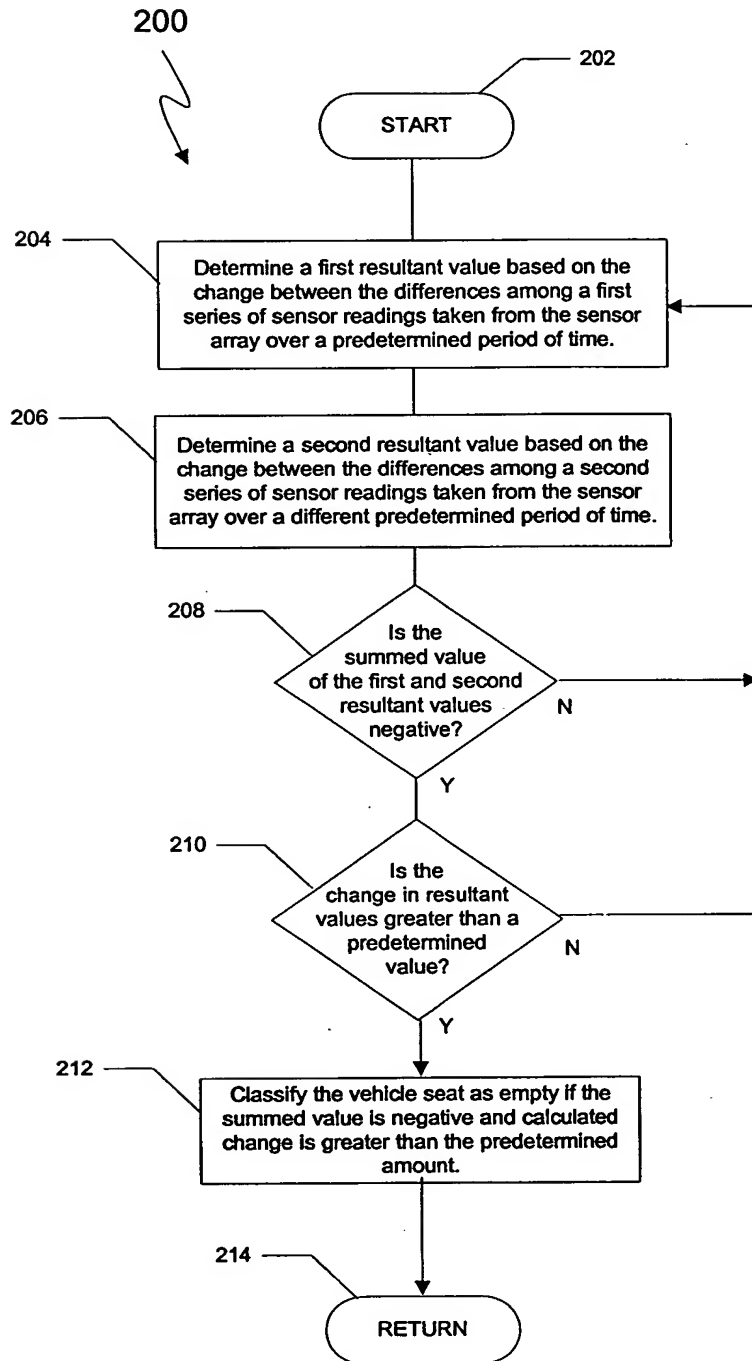 200
202
START
204
Determine a first resultant value based on the
change between the differences among a first
series of sensor readings taken from the sensor
array over a predetermined period of time.
206
Determine a second resultant value based on the
change between the differences among a second
series of sensor readings taken from the sensor
array over a different predetermined period of time.
208
Is the
summed value
of the first and second
resultant values
negative?
N
Y
210
Is the
change in resultant
values greater than a
predetermined
value?
N
Y
212
Classify the vehicle seat as empty if the
summed value is negative and calculated
change is greater than the predetermined
amount.
214
RETURN